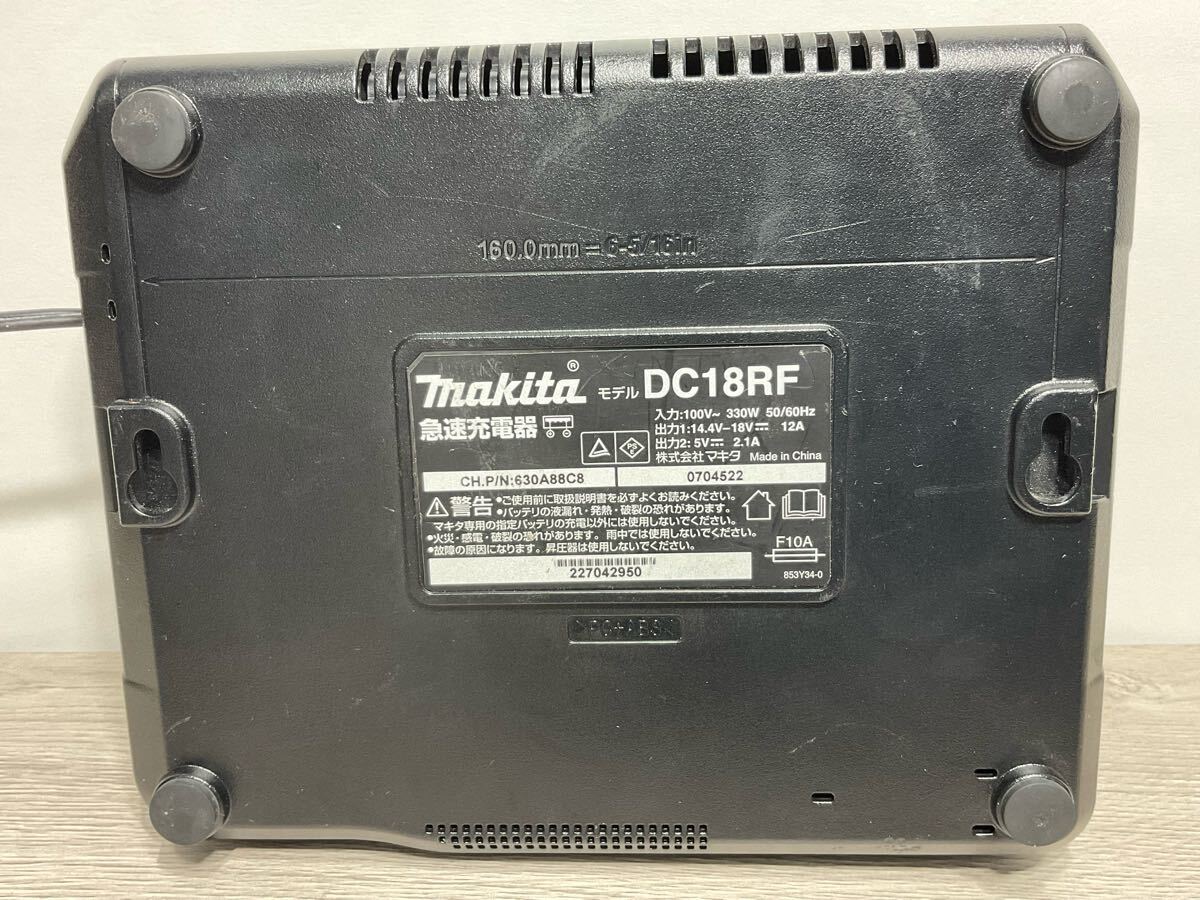 160.0mm=6-5/16in
makita® モデル DC18RF
急速充電器
入力:100V~ 330W 50/60Hz
出力1:14.4V-18V⎓ 12A
出力2:5V⎓ 2.1A
株式会社マキタ Made in China
PS
E
CH.P/N:630A88C8 0704522
警告
●ご使用前に取扱説明書を必ずよくお読みください。
●バッテリの液漏れ・発熱・破裂の恐れがあります。
マキタ専用の指定バッテリの充電以外には使用しないでください。
●火災・感電・破裂の恐れがあります。雨中では使用しないでください。
●故障の原因になります。昇圧器は使用しないでください。
F10A
227042950
853Y34-0
>PC+ABS<